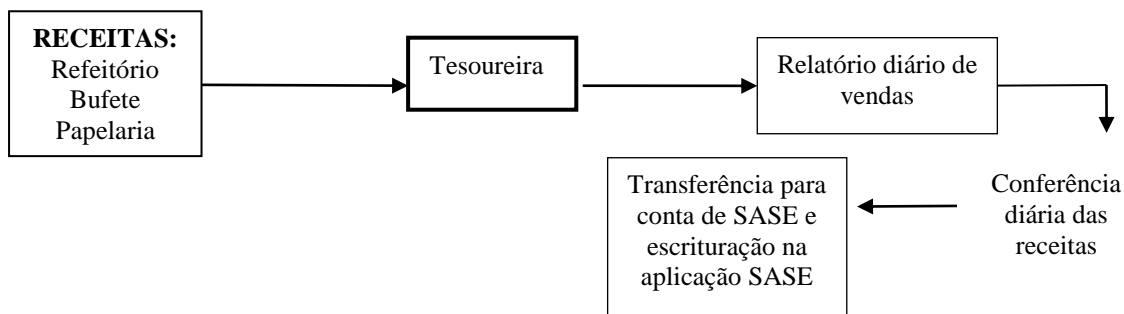 RECEITAS:
Refeitório
Bufete
Papelaria
Tesoureira
Relatório diário de
vendas
Conferência
diária das
receitas
Transferência para
conta de SASE e
escrituração na
aplicação SASE